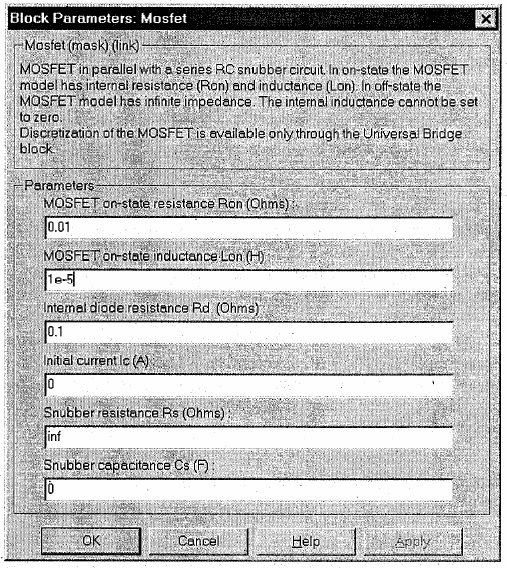 Block Parameters: Mosfet
Mosfet (mask) (link)
MOSFET in parallel with a series RC snubber circuit. In on-state the MOSFET
model has internal resistance (Ron) and inductance (Lon). In off-state the
MOSFET model has infinite impedance. The internal inductance cannot be set
to zero.
Discretization of the MOSFET is available only through the Universal Bridge
block.
Parameters
MOSFET on-state resistance Ron (Ohms) :
0.01
MOSFET on-state inductance Lon (H) :
1e-5
Internal diode resistance Rd (Ohms)
0.1
Initial current Ic (A)
0
Snubber resistance Rs (Ohms) :
inf
Snubber capacitance Cs (F) :
0
OK Cancel Help Apply